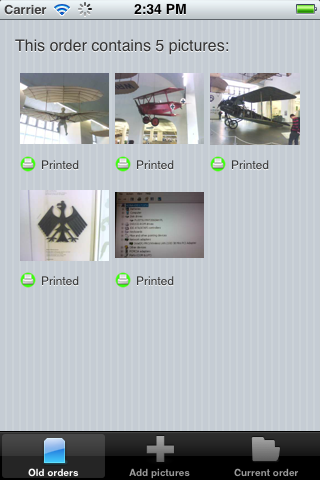 Carrier 2:34 PM
This order contains 5 pictures:
Printed Printed Printed
Printed Printed
Old orders Add pictures Current order